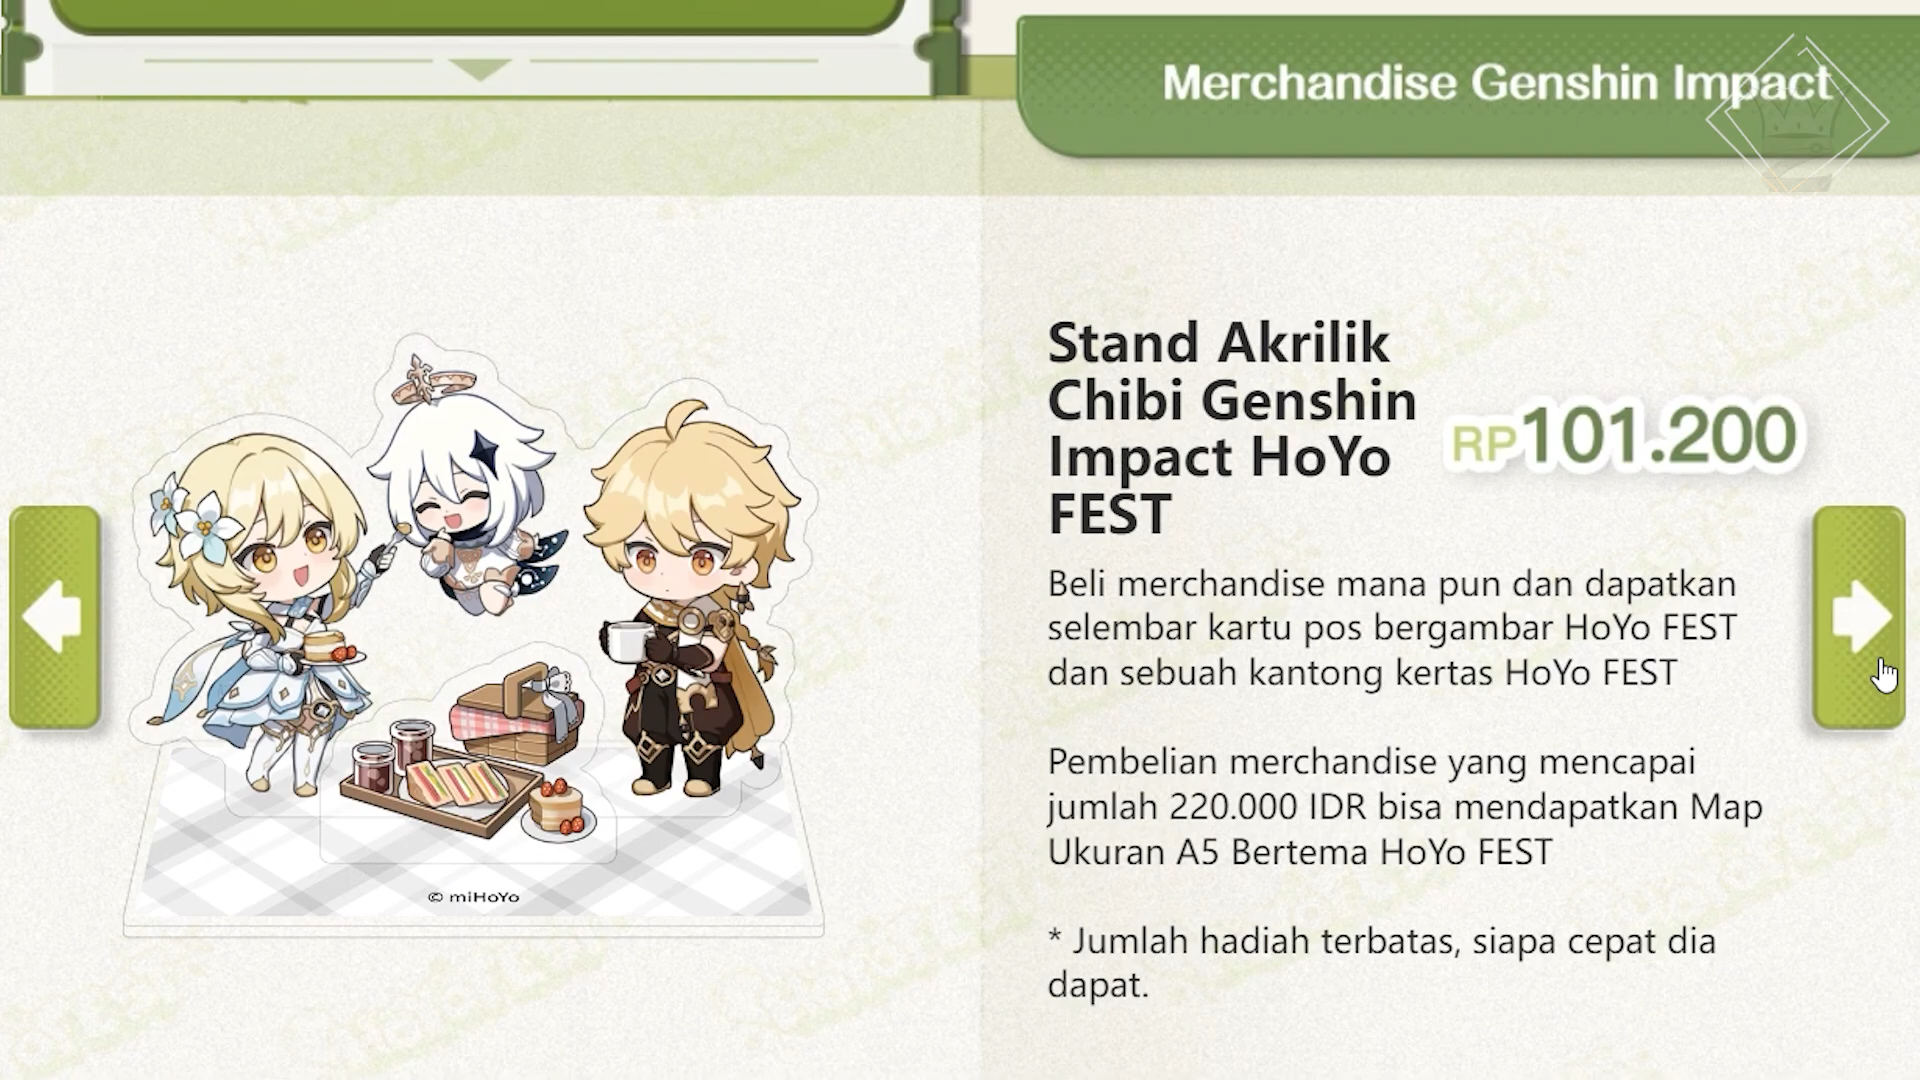 Merchandise Genshin Impact
Stand Akrilik
Chibi Genshin
Impact HoYo
FEST
RP101.200
Beli merchandise mana pun dan dapatkan
selembar kartu pos bergambar HoYo FEST
dan sebuah kantong kertas HoYo FEST
Pembelian merchandise yang mencapai
jumlah 220.000 IDR bisa mendapatkan Map
Ukuran A5 Bertema HoYo FEST
* Jumlah hadiah terbatas, siapa cepat dia
dapat.
© miHoYo